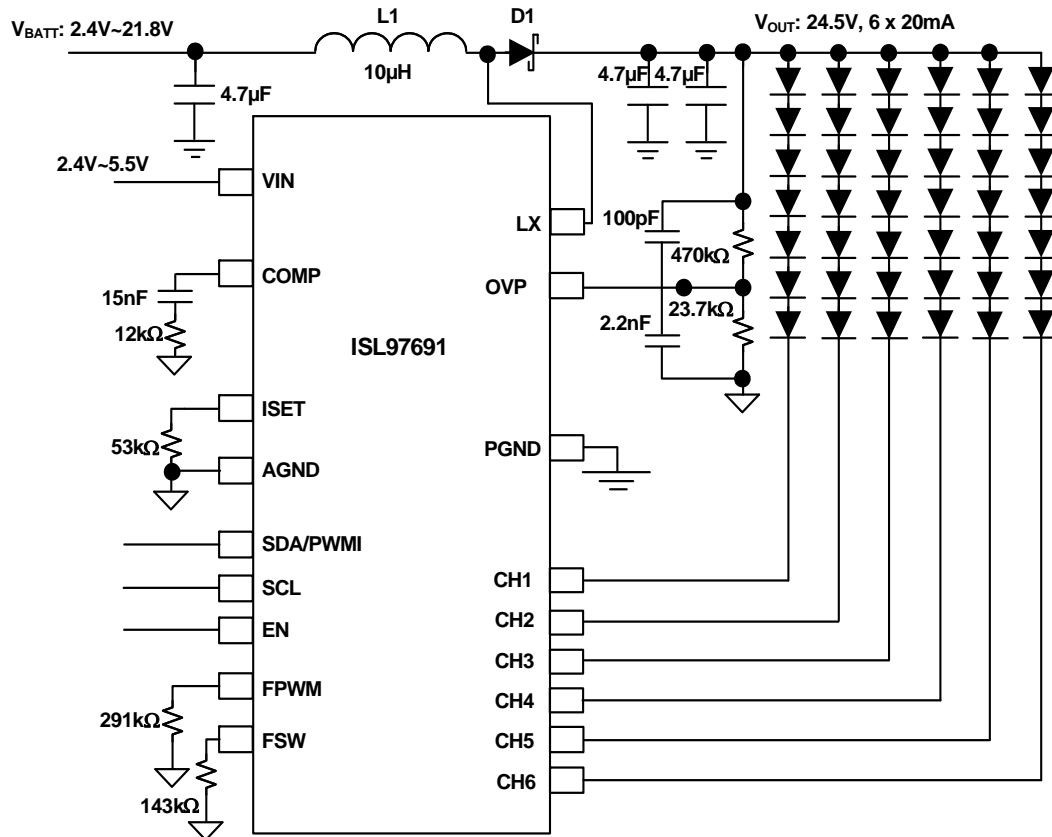 L1
D1
VBATT: 2.4V~21.8V
VOUT: 24.5V, 6 x 20mA
10µH
4.7µF
4.7µF
4.7µF
2.4V~5.5V
VIN
LX
100pF
470kΩ
COMP
OVP
15nF
23.7kΩ
12kΩ
2.2nF
ISL97691
ISET
53kΩ
PGND
AGND
SDA/PWMI
CH1
SCL
CH2
EN
CH3
FPWM
CH4
291kΩ
FSW
CH5
CH6
143kΩ